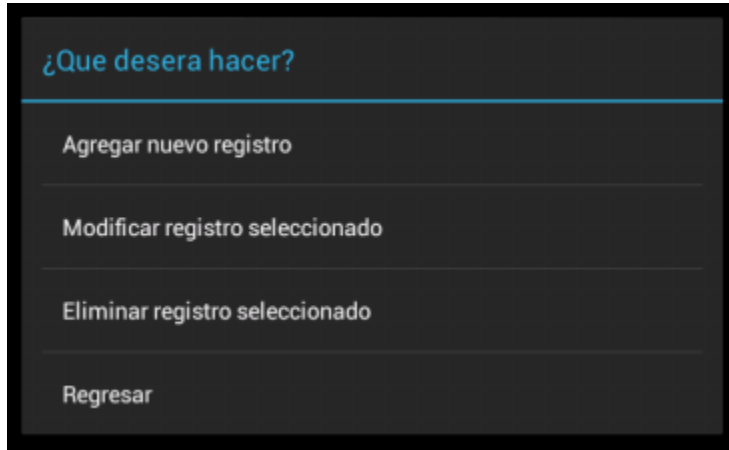 ¿Que desera hacer?
Agregar nuevo registro
Modificar registro seleccionado
Eliminar registro seleccionado
Regresar